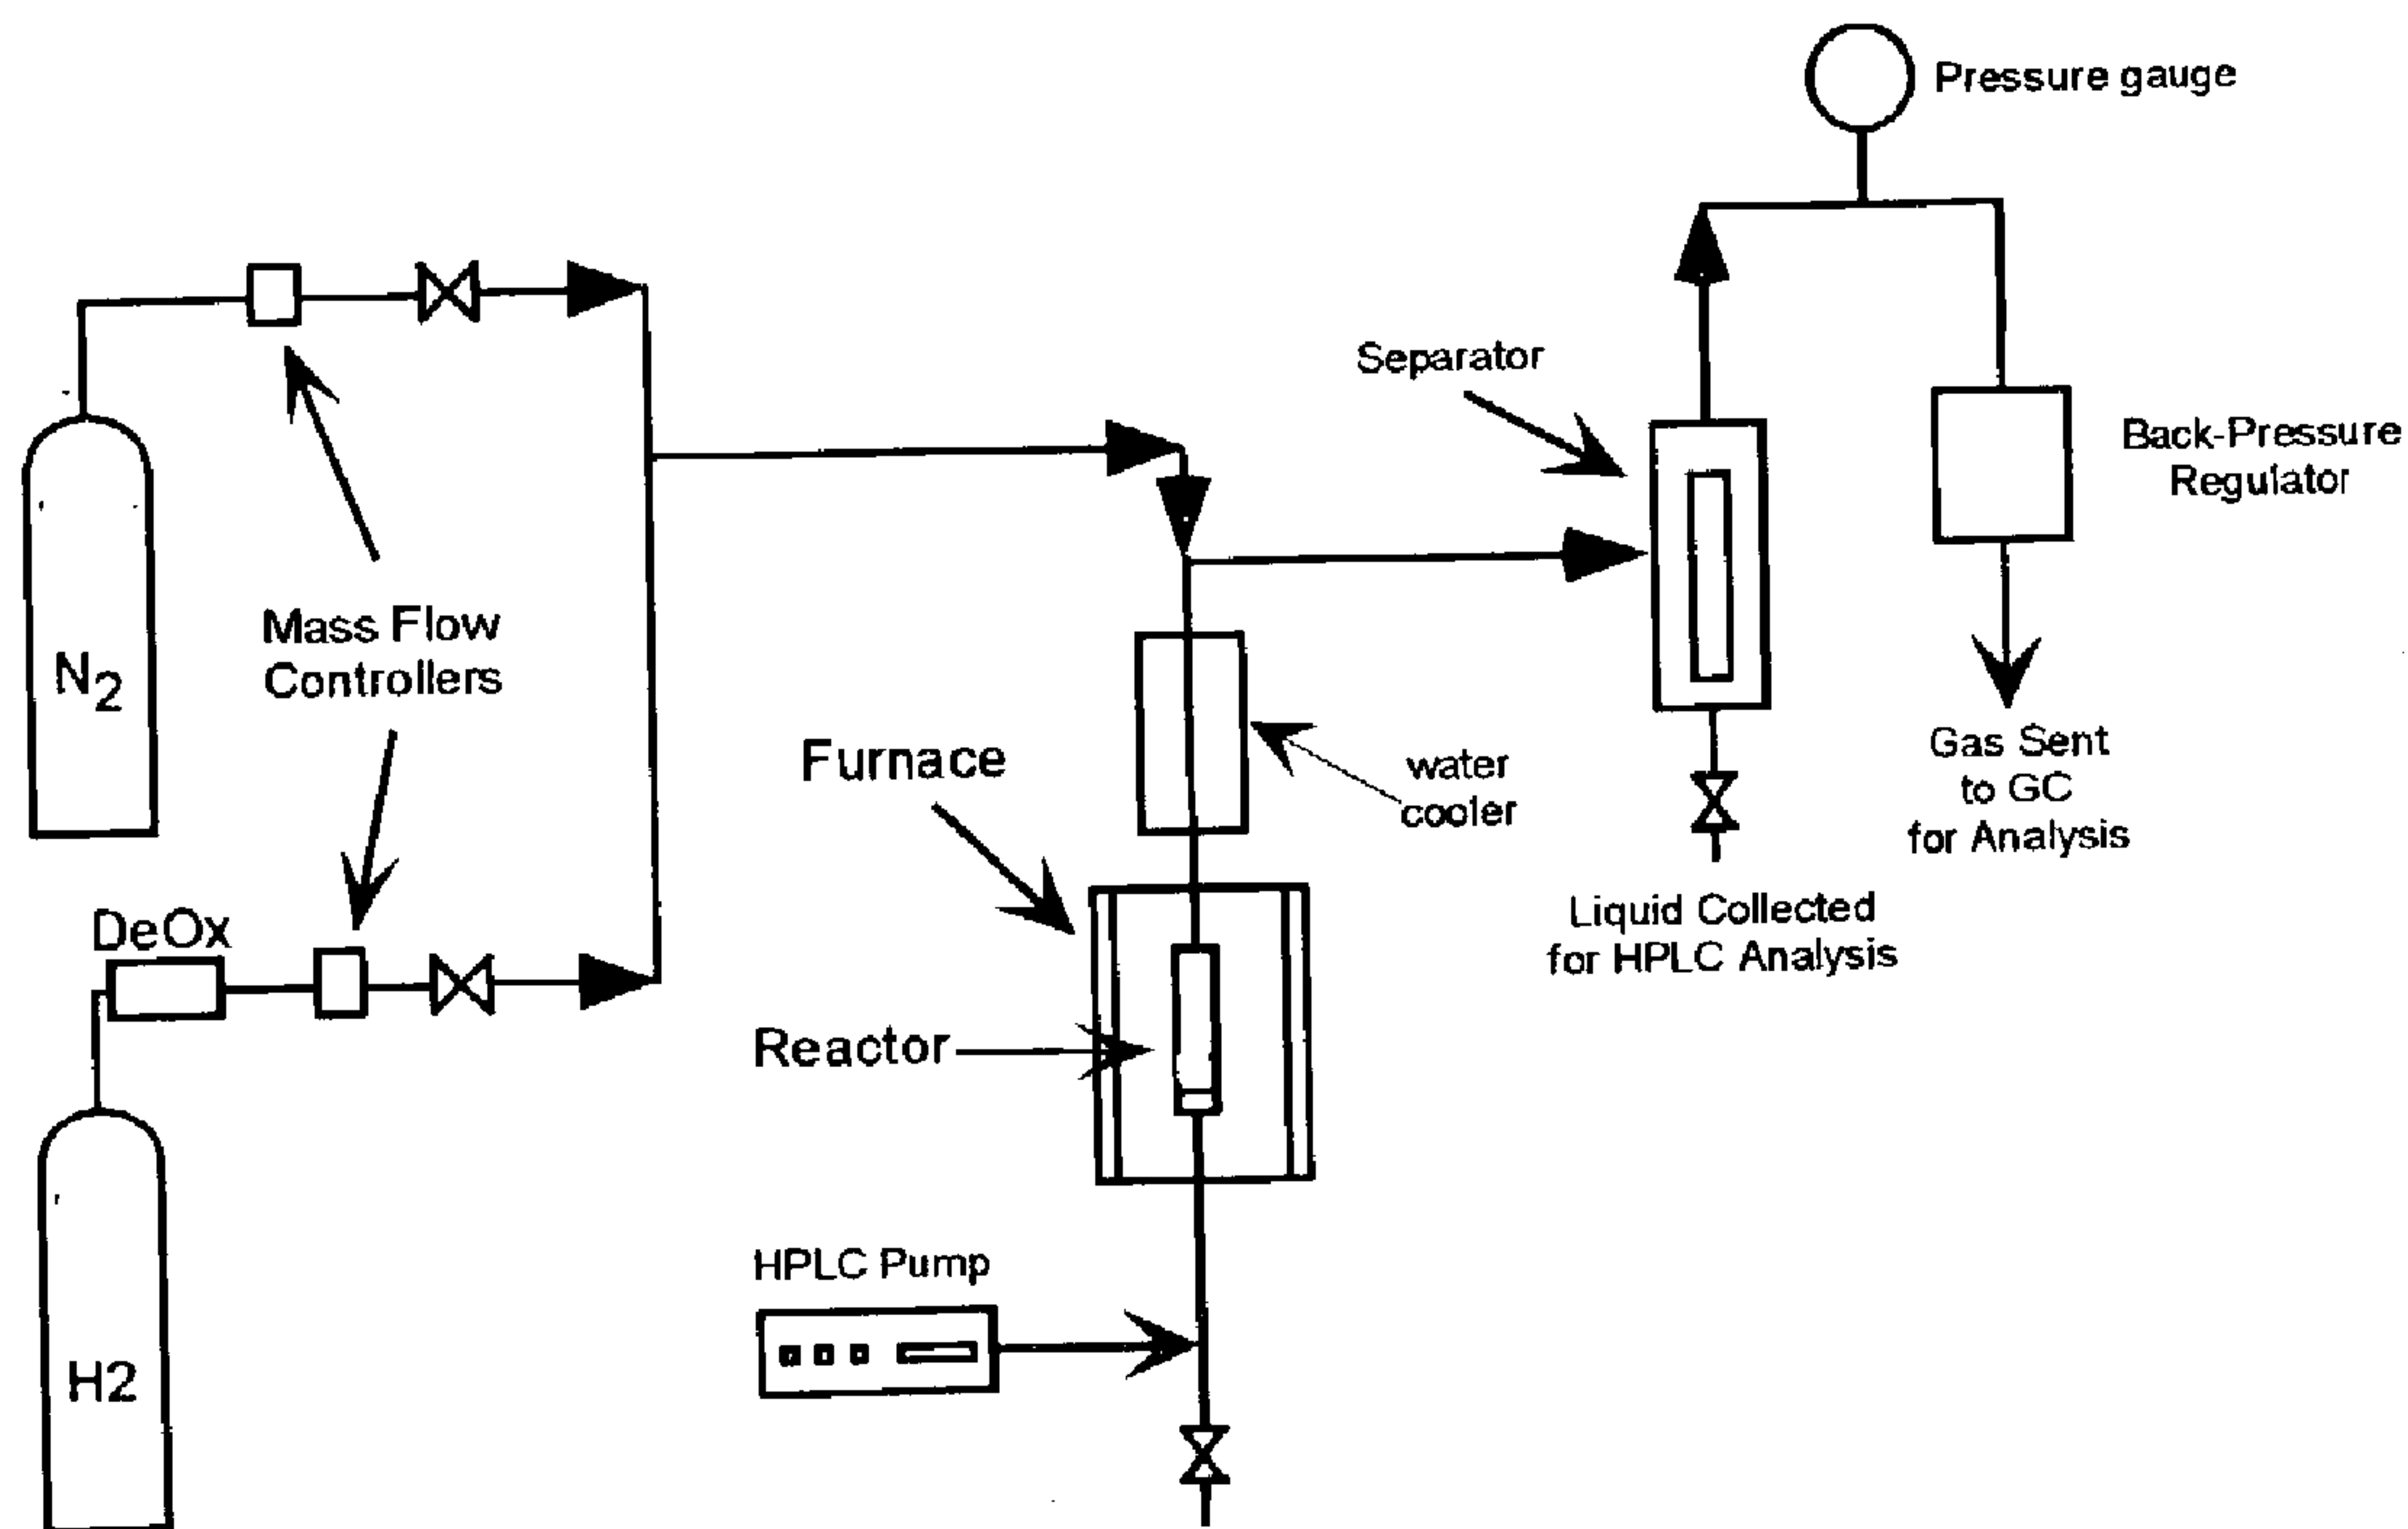 Pressure gauge
Separator
Back-Pressure
Regulator
Mass Flow
Controllers
N2
Furnace
water
cooler
Gas Sent
to GC
for Analysis
DeOx
Liquid Collected
for HPLC Analysis
Reactor
HPLC Pump
H2